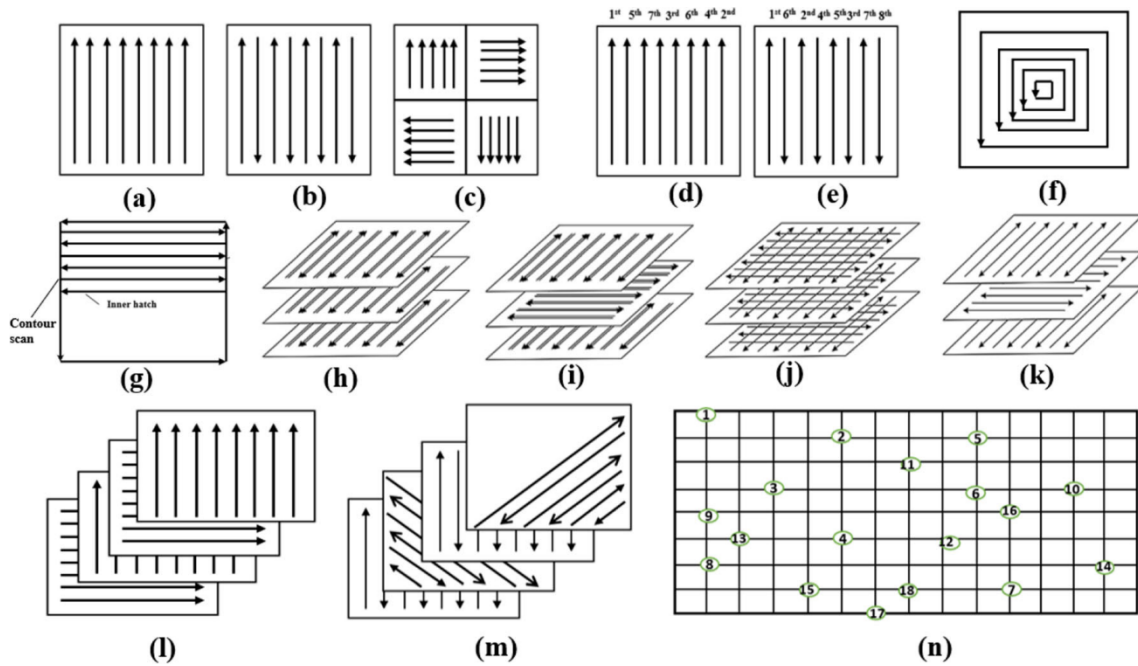 1st 5th 7th 3rd 6th 4th 2nd
1st 6th 2nd 4th 5th 3rd 7th 8th
(a)
(b)
(c)
(d)
(e)
(f)
Inner hatch
Contour
scan
(g)
(h)
(i)
(j)
(k)
1
2
5
11
3
6
10
9
16
13
4
12
8
14
15
18
7
17
(l)
(m)
(n)